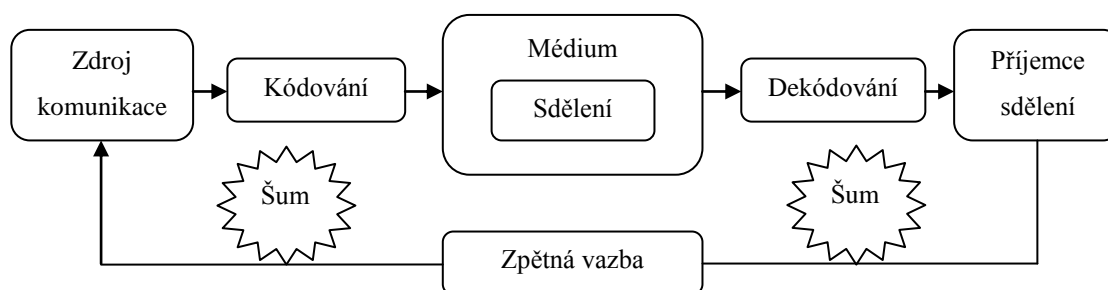 Zdroj
komunikace
Kódování
Médium
Sdělení
Dekódování
Příjemce
sdělení
Šum
Šum
Zpětná vazba